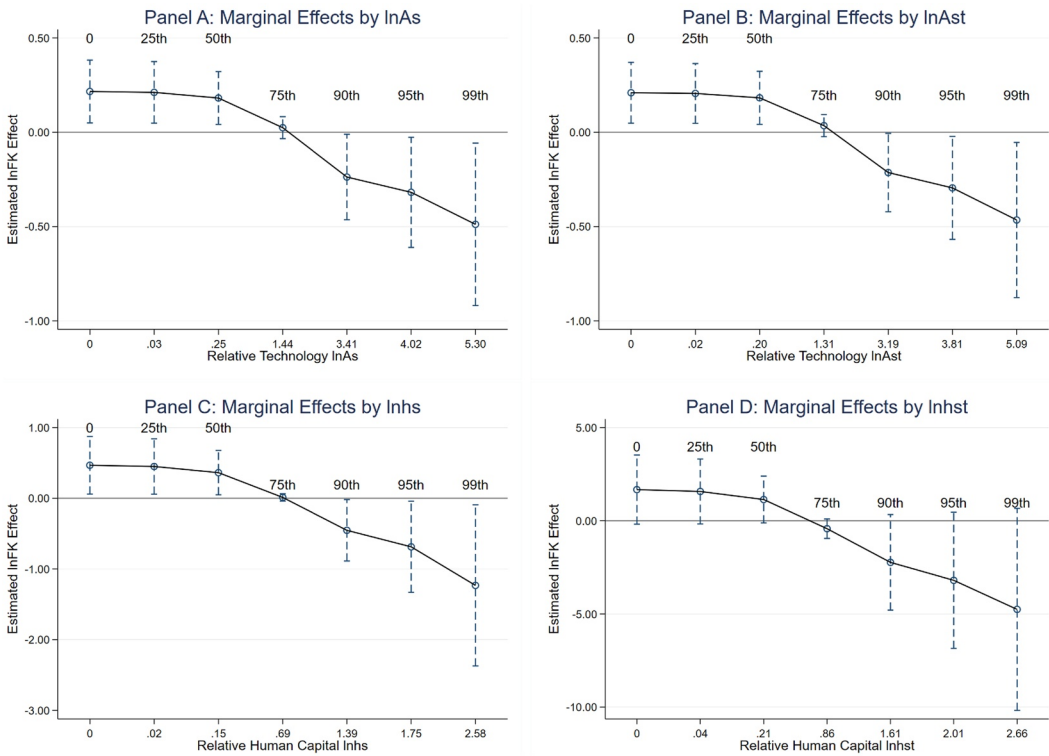 Panel A: Marginal Effects by lnAs
0 25th 50th
75th 90th 95th 99th
0.50
0.00
-0.50
-1.00
Estimated lnFK Effect
0 .03 .25 1.44 3.41 4.02 5.30
Relative Technology lnAs
Panel B: Marginal Effects by lnAst
0 25th 50th
75th 90th 95th 99th
0.50
0.00
-0.50
-1.00
Estimated lnFK Effect
0 .02 .20 1.31 3.19 3.81 5.09
Relative Technology lnAst
Panel C: Marginal Effects by lnhs
0 25th 50th
75th 90th 95th 99th
1.00
0.00
-1.00
-2.00
-3.00
Estimated lnFK Effect
0 .02 .15 .69 1.39 1.75 2.58
Relative Human Capital lnhs
Panel D: Marginal Effects by lnhst
0 25th 50th
75th 90th 95th 99th
5.00
0.00
-5.00
-10.00
Estimated lnFK Effect
0 .04 .21 .86 1.61 2.01 2.66
Relative Human Capital lnhst